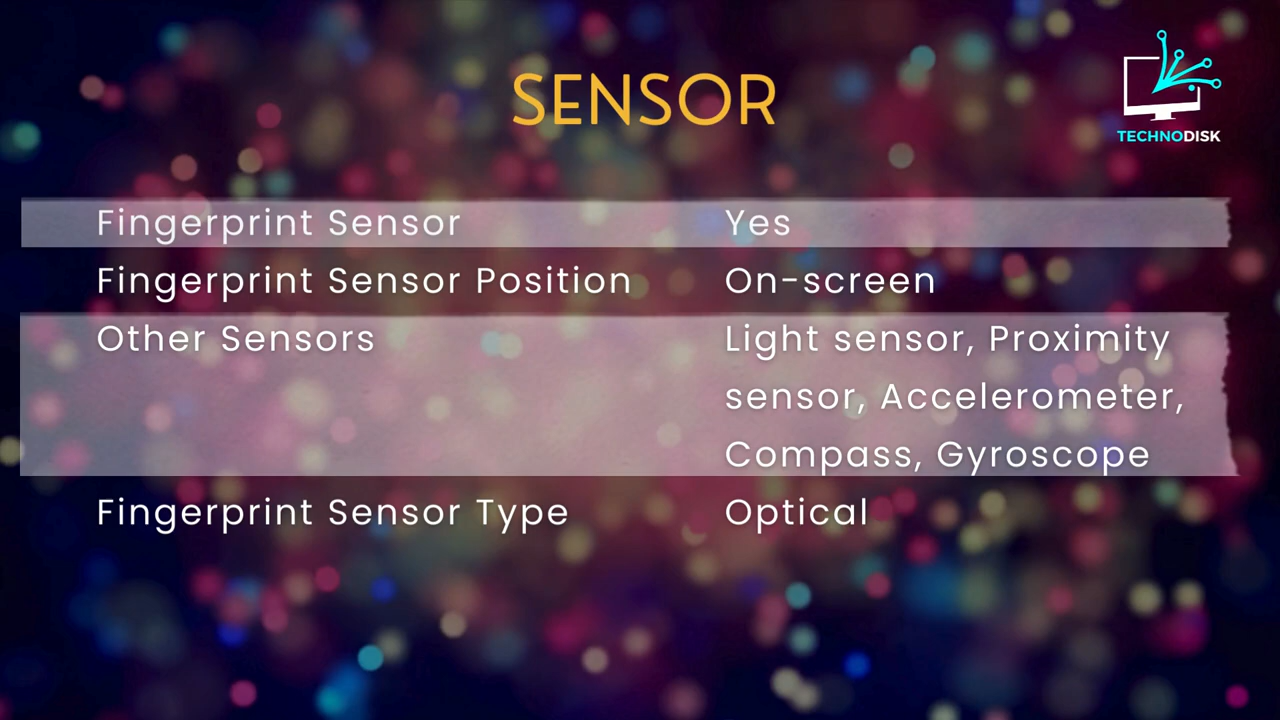 SENSOR
TECHNODISK
Fingerprint Sensor Yes
Fingerprint Sensor Position On-screen
Other Sensors Light sensor, Proximity
sensor, Accelerometer,
Compass, Gyroscope
Fingerprint Sensor Type Optical